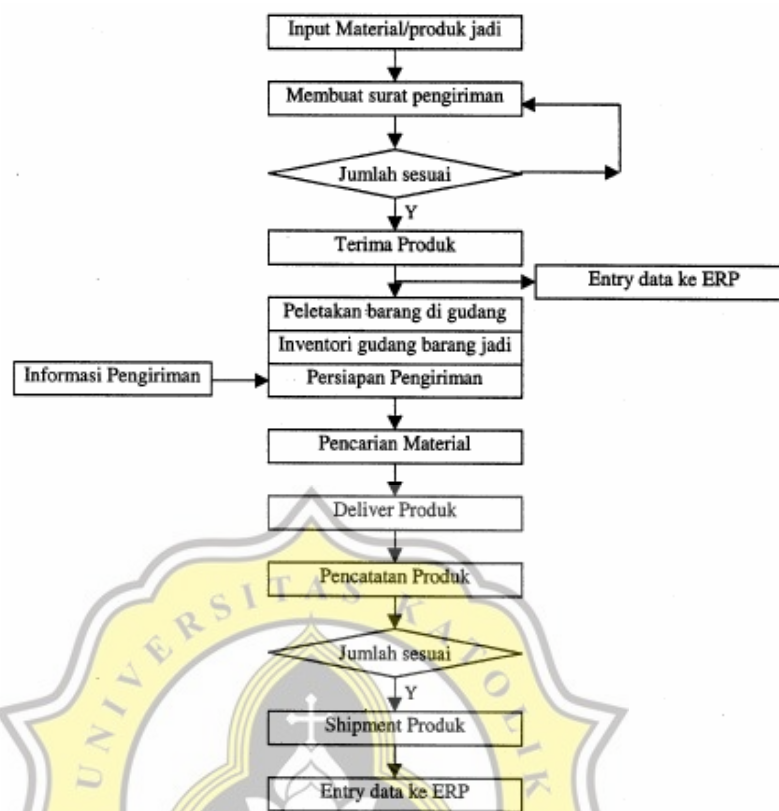 Input Material/produk jadi
Membuat surat pengiriman
Jumlah sesuai
Y
Terima Produk
Entry data ke ERP
Peletakan barang di gudang
Inventori gudang barang jadi
Informasi Pengiriman
Persiapan Pengiriman
Pencarian Material
Deliver Produk
Pencatatan Produk
Jumlah sesuai
Y
Shipment Produk
Entry data ke ERP
UNIVERSITAS KATOLIK